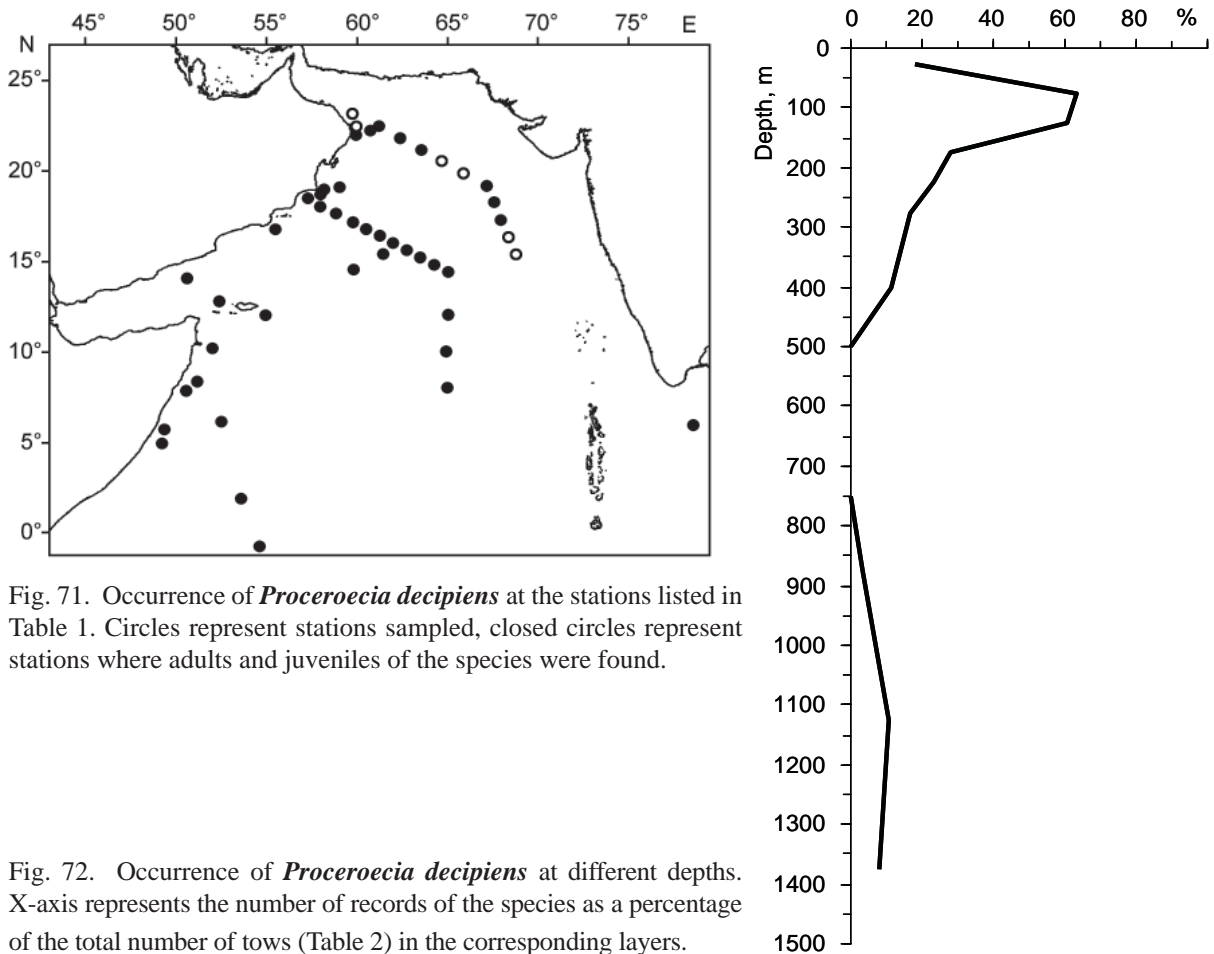 45° 50° 55° 60° 65° 70° 75° E
N
25°
20°
15°
10°
5°
0°
Fig. 71. Occurrence of Proceroecia decipiens at the stations listed in
Table 1. Circles represent stations sampled, closed circles represent
stations where adults and juveniles of the species were found.
0 20 40 60 80 %
Depth, m
0
100
200
300
400
500
600
700
800
900
1000
1100
1200
1300
1400
1500
Fig. 72. Occurrence of Proceroecia decipiens at different depths.
X-axis represents the number of records of the species as a percentage
of the total number of tows (Table 2) in the corresponding layers.